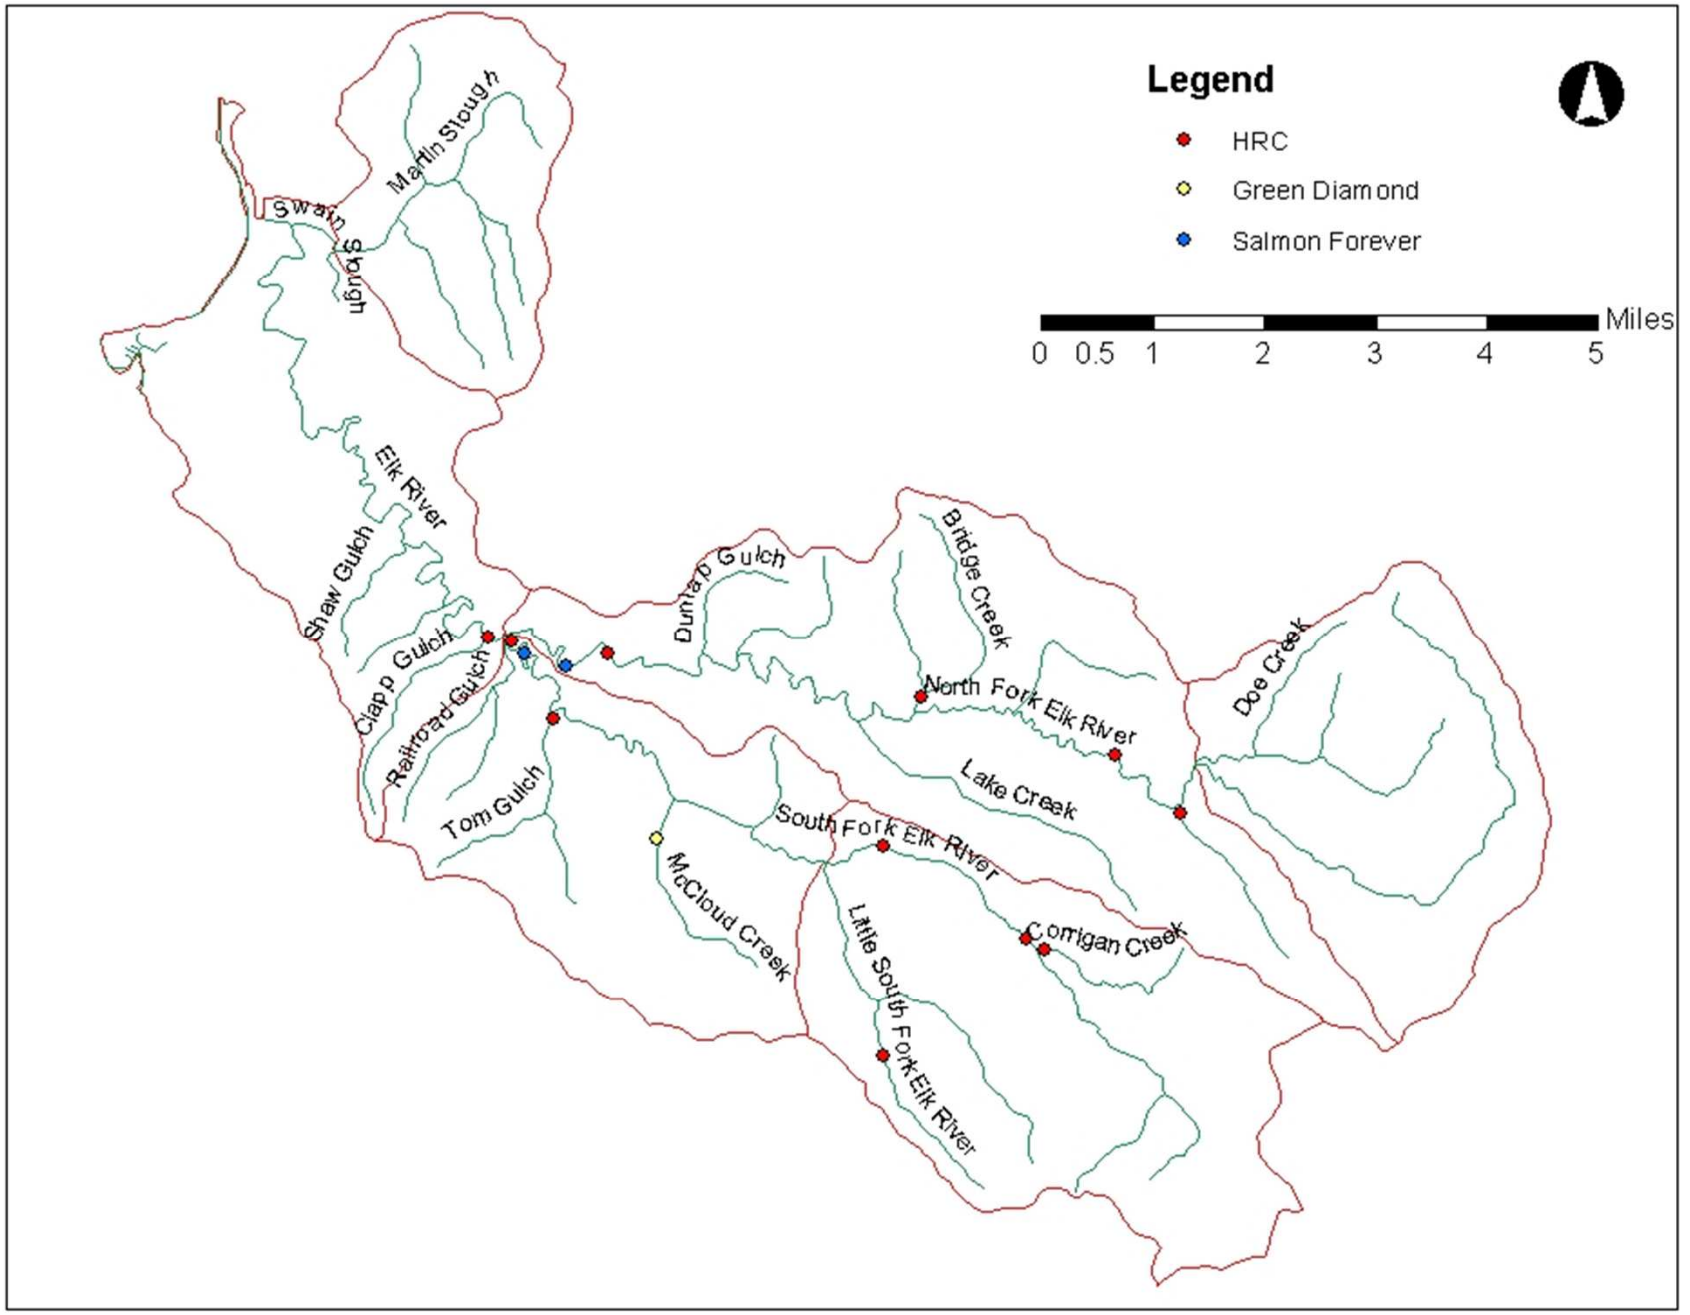 Legend
HRC
Green Diamond
Salmon Forever
Miles
0 0.5 1 2 3 4 5
Martin Slough
Swain Slough
Elk River
Shaw Gulch
Clapp Gulch
Railroad Gulch
Tom Gulch
Dunlap Gulch
Bridge Creek
North Fork Elk River
Doe Creek
Lake Creek
South Fork Elk River
McCloud Creek
Corrigan Creek
Little South Fork Elk River